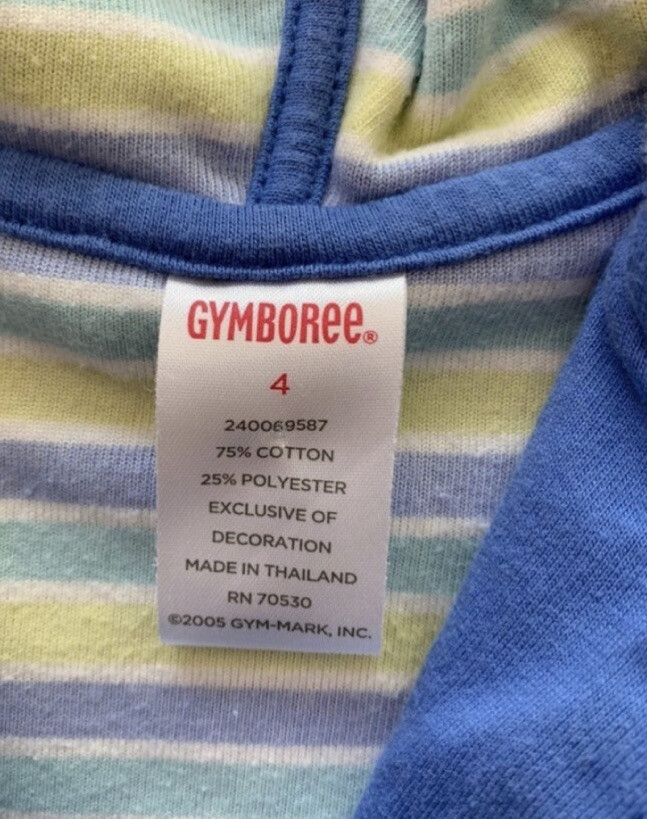 GYMBOREE®
4
240069587
75% COTTON
25% POLYESTER
EXCLUSIVE OF
DECORATION
MADE IN THAILAND
RN 70530
©2005 GYM-MARK, INC.